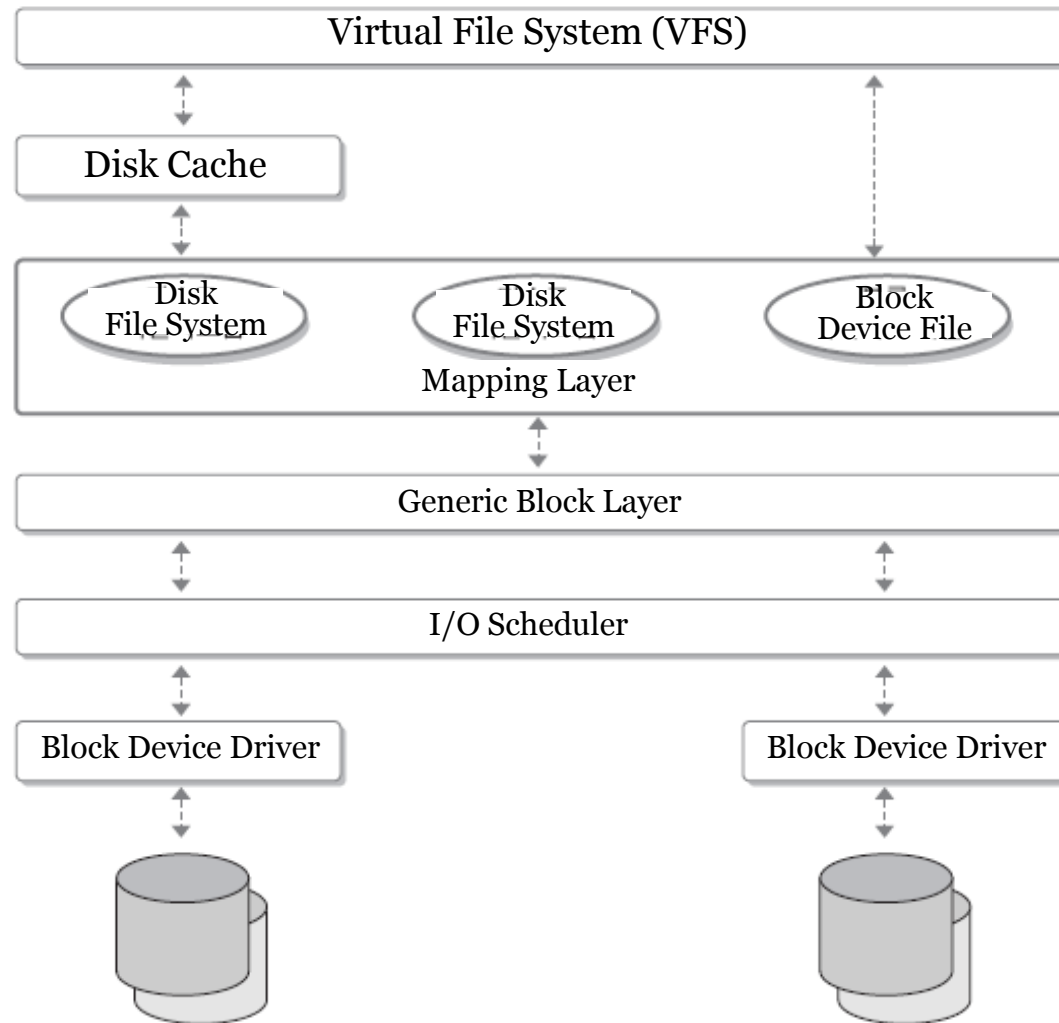 Virtual File System (VFS)
Disk Cache
Disk
File System
Disk
File System
Block
Device File
Mapping Layer
Generic Block Layer
I/O Scheduler
Block Device Driver
Block Device Driver